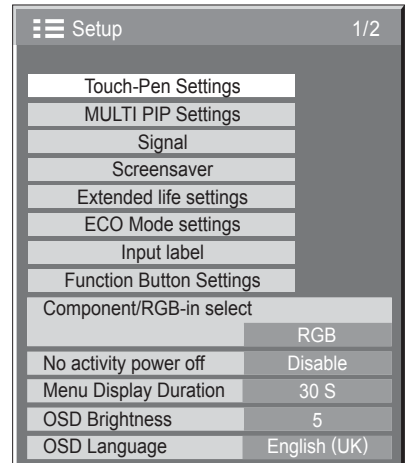 Setup 1/2
Touch-Pen Settings
MULTI PIP Settings
Signal
Screensaver
Extended life settings
ECO Mode settings
Input label
Function Button Settings
Component/RGB-in select
RGB
No activity power off Disable
Menu Display Duration 30 S
OSD Brightness 5
OSD Language English (UK)